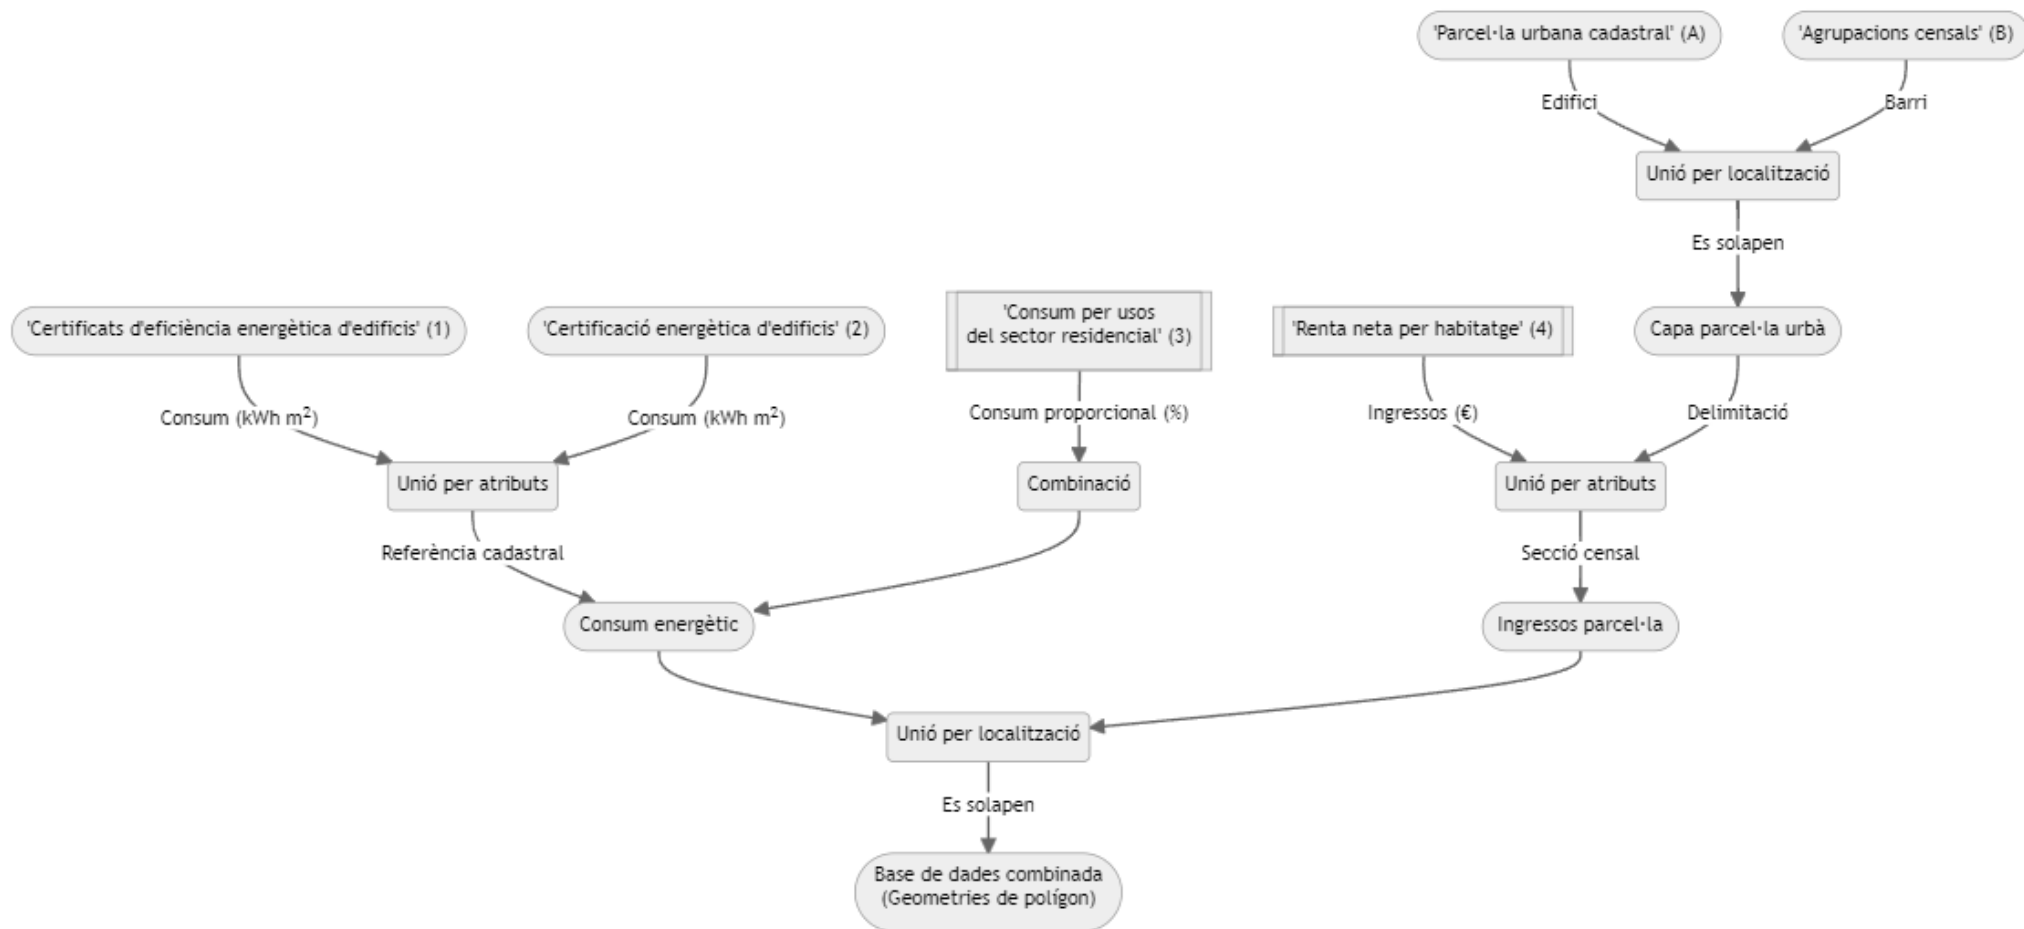 'Parcel·la urbana cadastral' (A)
'Agrupacions censals' (B)
Edifici
Barri
Unió per localització
Es solapen
'Certificats d'eficiència energètica d'edificis' (1)
'Certificació energètica d'edificis' (2)
'Consum per usos
del sector residencial' (3)
'Renta neta per habitatge' (4)
Capa parcel·la urbà
Consum (kWh m²)
Consum (kWh m²)
Consum proporcional (%)
Ingressos (€)
Delimitació
Unió per atributs
Combinació
Unió per atributs
Referència cadastral
Secció censal
Consum energètic
Ingressos parcel·la
Unió per localització
Es solapen
Base de dades combinada
(Geometries de polígon)